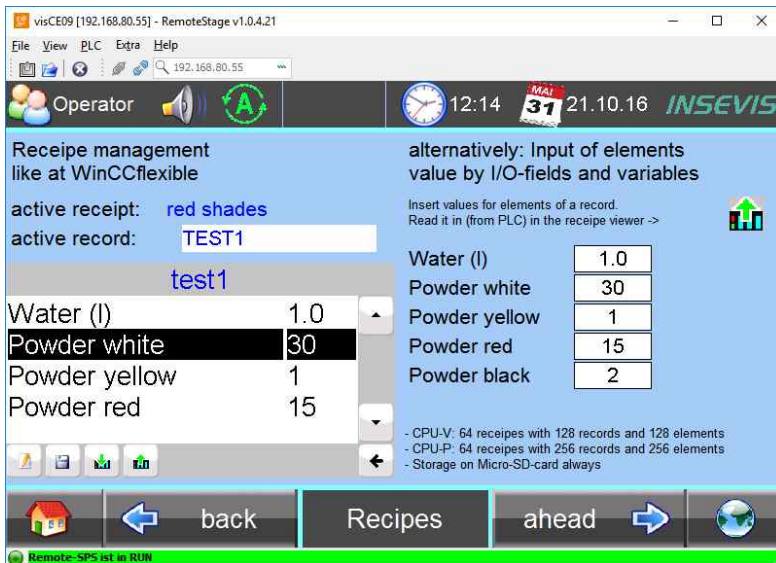 visCE09 [192.168.80.55] - RemoteStage v1.0.4.21
File View PLC Extra Help
192.168.80.55
Operator A 12:14 MAI 31 21.10.16 INSEVIS
Receipe management
like at WinCCflexible
active receipt: red shades
active record: TEST1
test1
Water (l) 1.0
Powder white 30
Powder yellow 1
Powder red 15
alternatively: Input of elements
value by I/O-fields and variables
Insert values for elements of a record.
Read it in (from PLC) in the receipe viewer ->
Water (l) 1.0
Powder white 30
Powder yellow 1
Powder red 15
Powder black 2
- CPU-V: 64 receipes with 128 records and 128 elements
- CPU-P: 64 receipes with 256 records and 256 elements
- Storage on Micro-SD-card always
back Recipes ahead
Remote-SPS ist in RUN